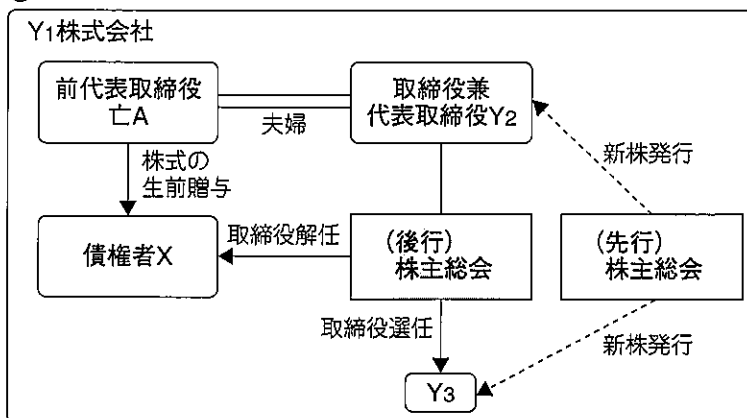 Y1株式会社
前代表取締役
亡A
夫婦
取締役兼
代表取締役Y2
株式の
生前贈与
新株発行
債権者X
取締役解任
(後行)
株主総会
(先行)
株主総会
取締役選任
新株発行
Y3